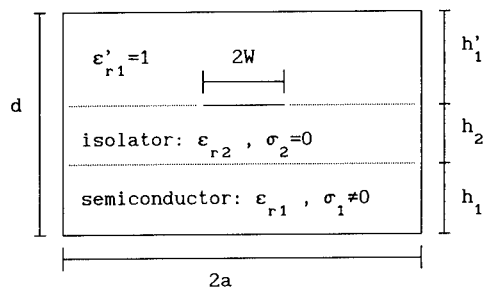 ε'r1=1
2W
h'1
d
isolator: εr2 , σ2=0
h2
semiconductor: εr1 , σ1≠0
h1
2a